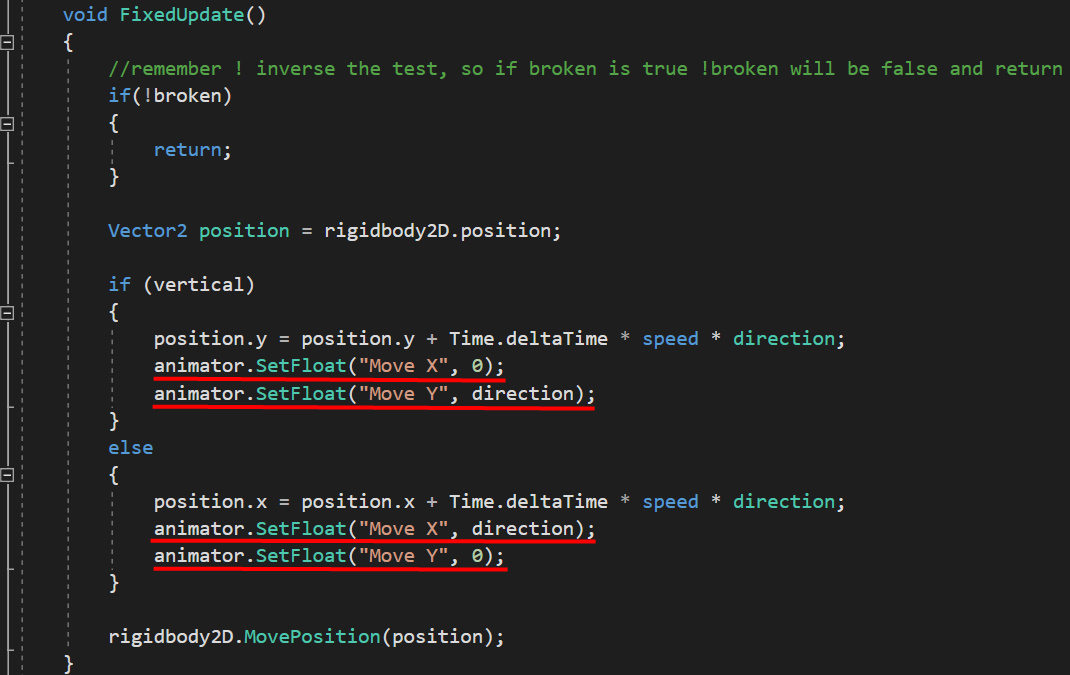 void FixedUpdate()
{
//remember ! inverse the test, so if broken is true !broken will be false and return
if(!broken)
{
return;
}
Vector2 position = rigidbody2D.position;
if (vertical)
{
position.y = position.y + Time.deltaTime * speed * direction;
animator.SetFloat("Move X", 0);
animator.SetFloat("Move Y", direction);
}
else
{
position.x = position.x + Time.deltaTime * speed * direction;
animator.SetFloat("Move X", direction);
animator.SetFloat("Move Y", 0);
}
rigidbody2D.MovePosition(position);
}